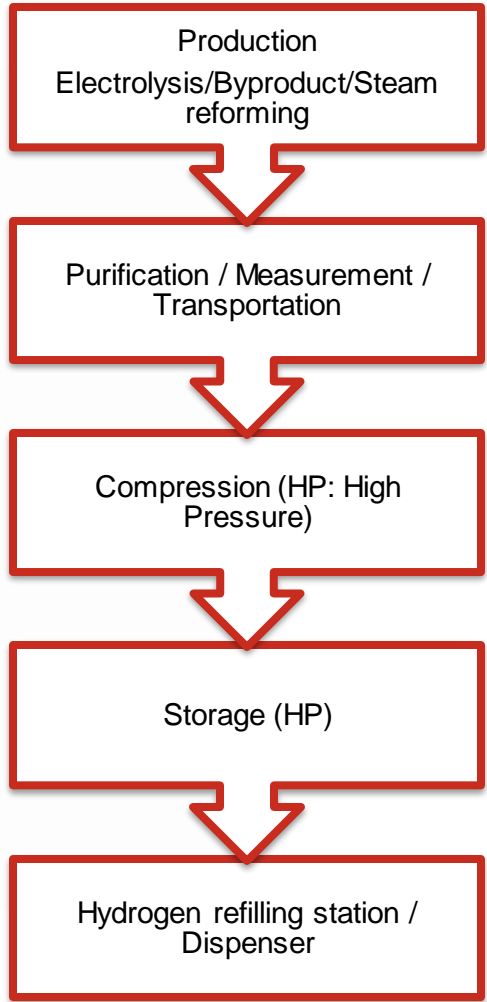 Production
Electrolysis/Byproduct/Steam
reforming
Purification / Measurement /
Transportation
Compression (HP: High
Pressure)
Storage (HP)
Hydrogen refilling station /
Dispenser